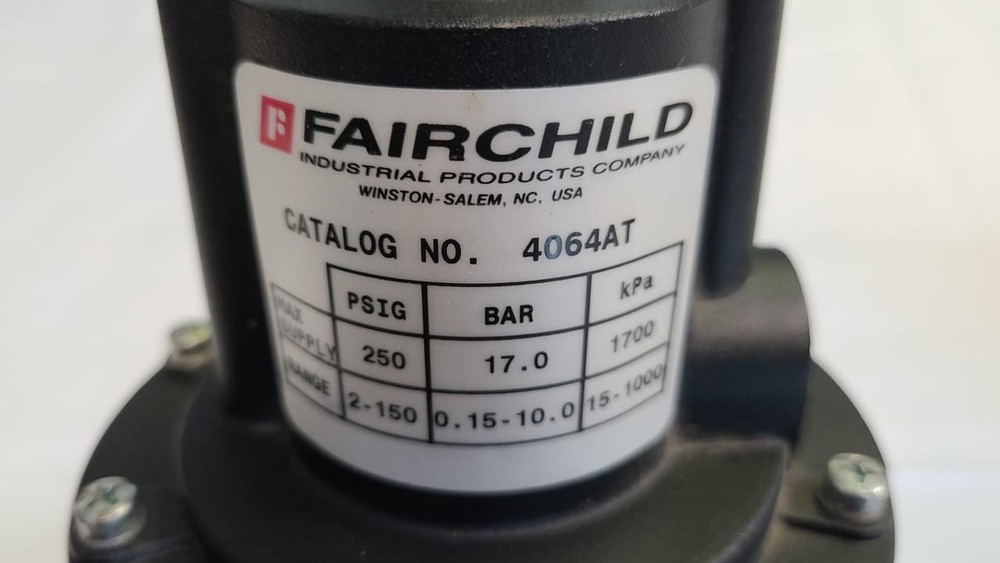 FAIRCHILD
INDUSTRIAL PRODUCTS COMPANY
WINSTON-SALEM, NC, USA
CATALOG NO. 4064AT
PSIG BAR kPa
MAX SUPPLY 250 17.0 1700
RANGE 2-150 0.15-10.0 15-1000